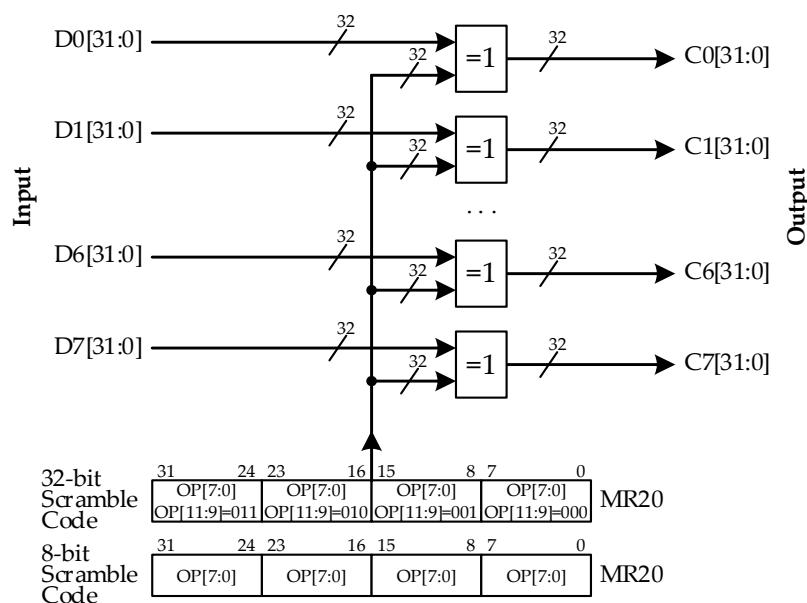 D0[31:0]
32
32
=1
32
C0[31:0]
D1[31:0]
32
32
=1
32
C1[31:0]
Input
. . .
Output
D6[31:0]
32
32
=1
32
C6[31:0]
D7[31:0]
32
32
=1
32
C7[31:0]
32-bit
Scramble
Code
31 24 23 16 15 8 7 0
OP[7:0] OP[7:0] OP[7:0] OP[7:0]
OP[11:9]=011 OP[11:9]=010 OP[11:9]=001 OP[11:9]=000
MR20
8-bit
Scramble
Code
31 24 23 16 15 8 7 0
OP[7:0] OP[7:0] OP[7:0] OP[7:0]
MR20